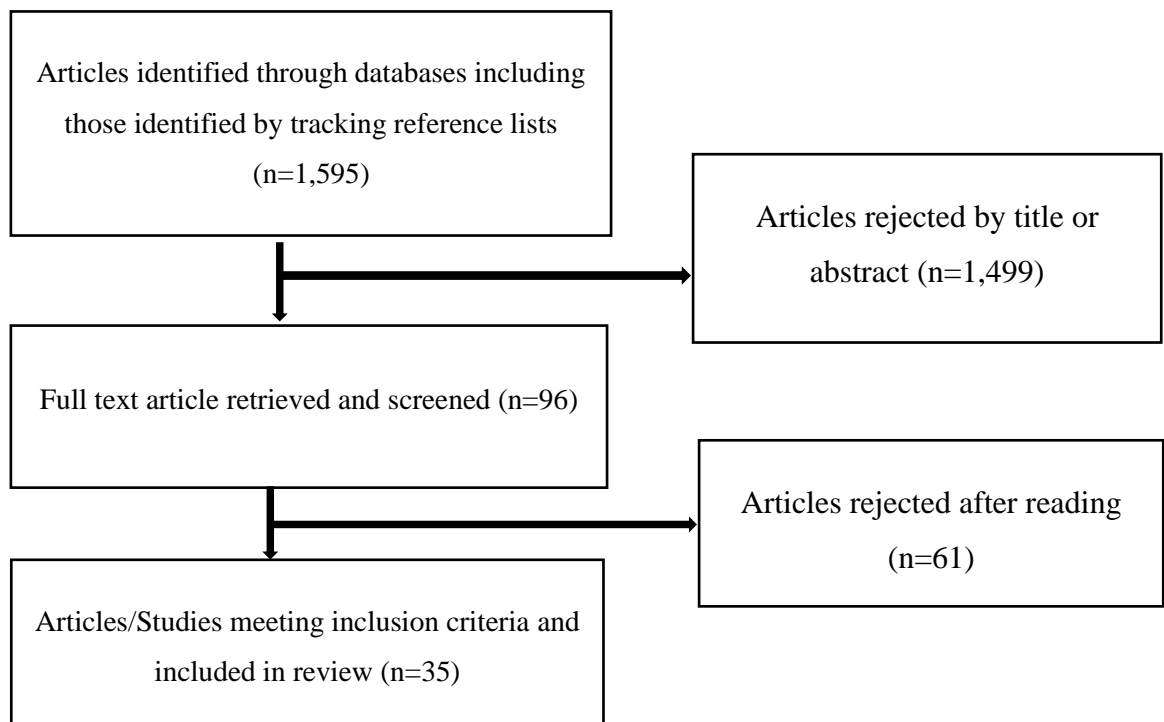 Articles identified through databases including
those identified by tracking reference lists
(n=1,595)
Articles rejected by title or
abstract (n=1,499)
Full text article retrieved and screened (n=96)
Articles rejected after reading
(n=61)
Articles/Studies meeting inclusion criteria and
included in review (n=35)